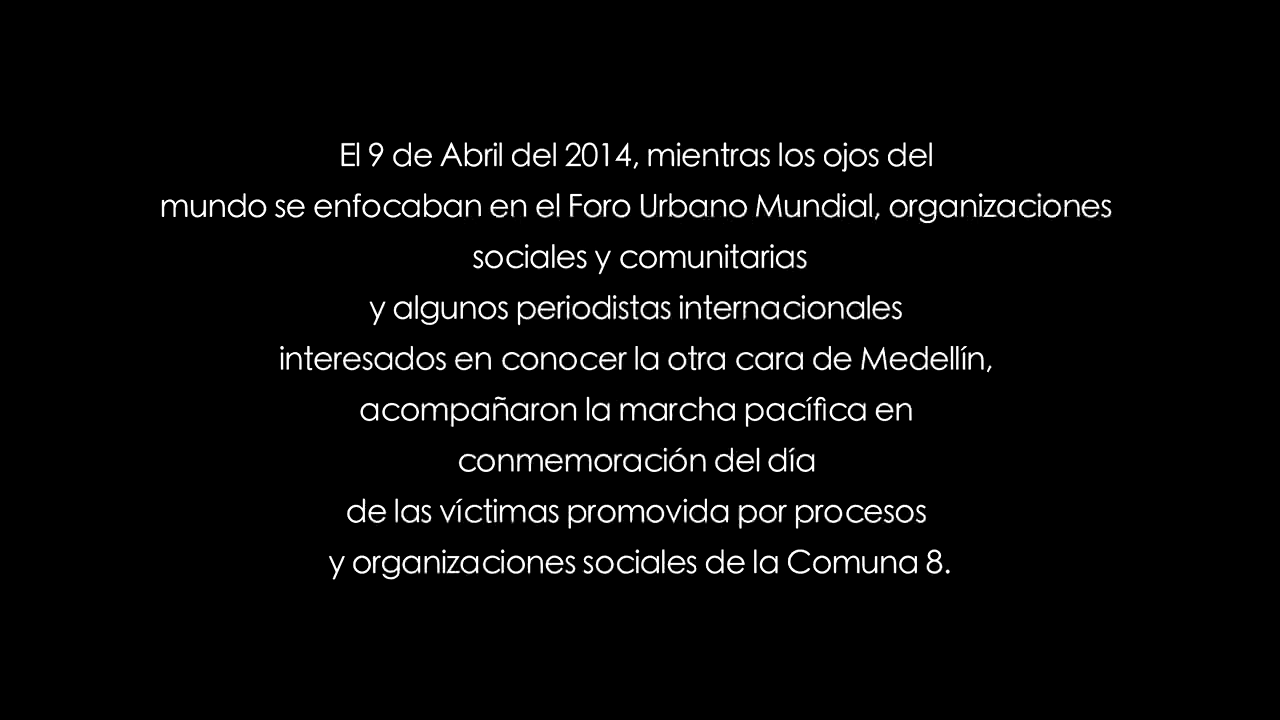 El 9 de Abril del 2014, mientras los ojos del
mundo se enfocaban en el Foro Urbano Mundial, organizaciones
sociales y comunitarias
y algunos periodistas internacionales
interesados en conocer la otra cara de Medellín,
acompañaron la marcha pacífica en
conmemoración del día
de las víctimas promovida por procesos
y organizaciones sociales de la Comuna 8.